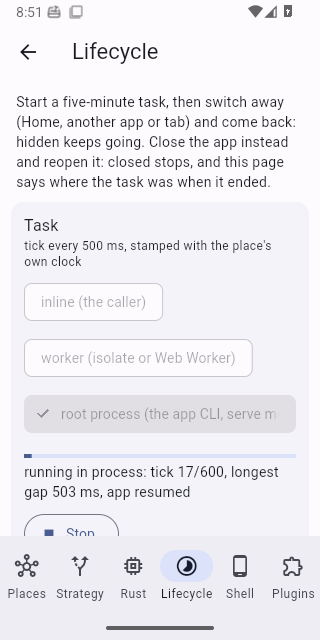 8:51
Lifecycle
Start a five-minute task, then switch away
(Home, another app or tab) and come back:
hidden keeps going. Close the app instead
and reopen it: closed stops, and this page
says where the task was when it ended.
Task
tick every 500 ms, stamped with the place's
own clock
inline (the caller)
worker (isolate or Web Worker)
root process (the app CLI, serve m
running in process: tick 17/600, longest
gap 503 ms, app resumed
Stop
Places
Strategy
Rust
Lifecycle
Shell
Plugins